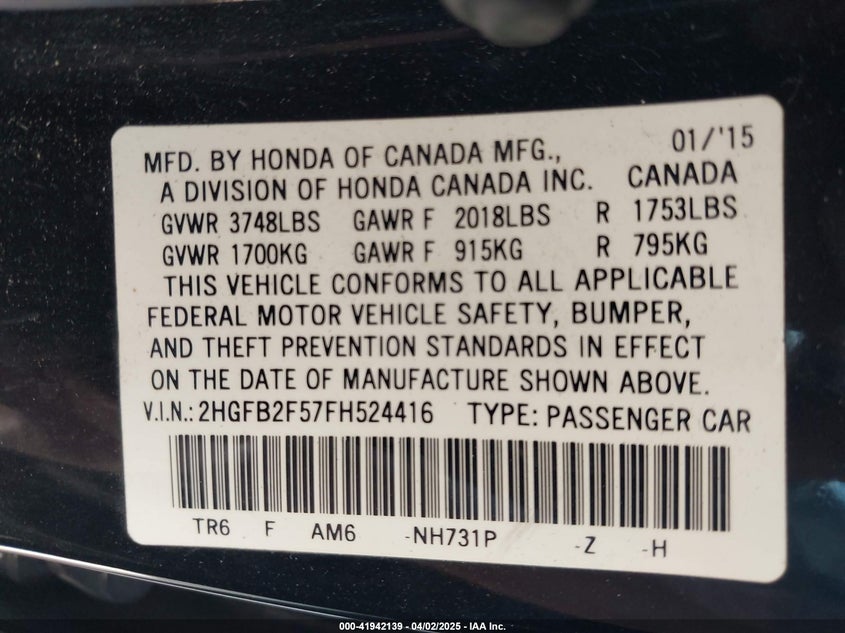 MFD. BY HONDA OF CANADA MFG., 01/'15
A DIVISION OF HONDA CANADA INC. CANADA
GVWR 3748LBS GAWR F 2018LBS R 1753LBS
GVWR 1700KG GAWR F 915KG R 795KG
THIS VEHICLE CONFORMS TO ALL APPLICABLE
FEDERAL MOTOR VEHICLE SAFETY, BUMPER,
AND THEFT PREVENTION STANDARDS IN EFFECT
ON THE DATE OF MANUFACTURE SHOWN ABOVE.
V.I.N.: 2HGFB2F57FH524416 TYPE: PASSENGER CAR
TR6 F AM6 -NH731P -Z -H
000-41942139 - 04/02/2025 - IAA Inc.